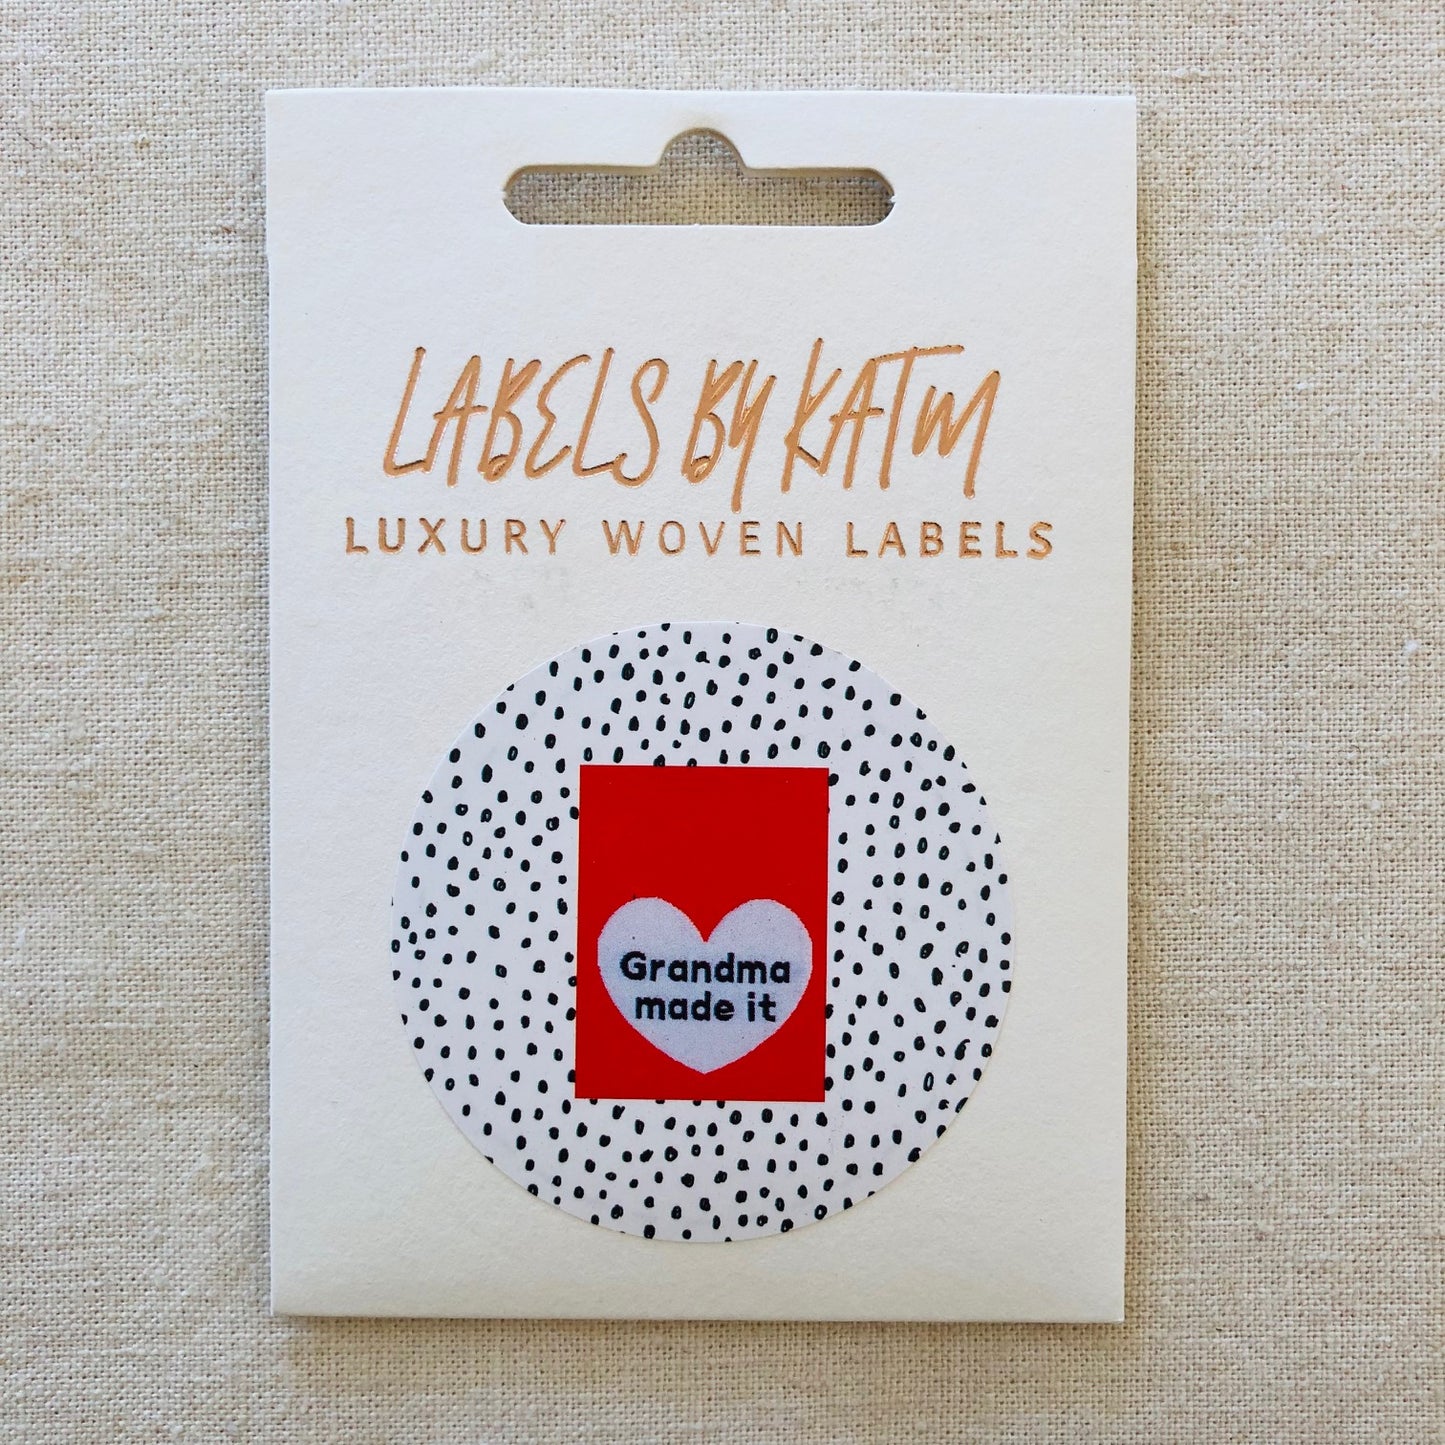 LABELS BY KATM
LUXURY WOVEN LABELS
Grandma
made it